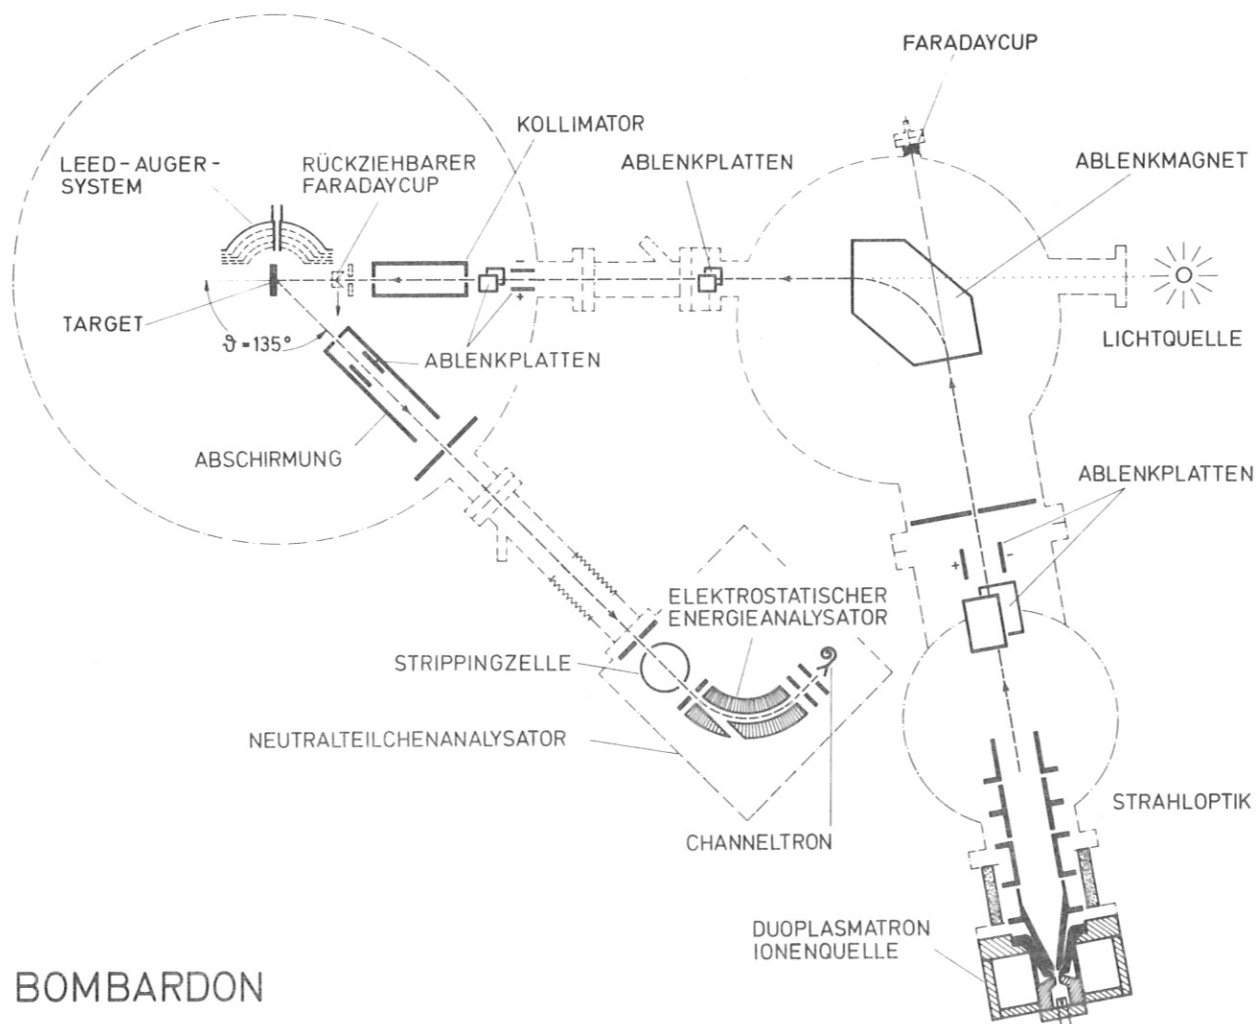 FARADAYCUP
KOLLIMATOR
LEED-AUGER-
SYSTEM
RÜCKZIEHBARER
FARADAYCUP
ABLENKPLATTEN
ABLENKMAGNET
TARGET
ϑ = 135°
ABLENKPLATTEN
LICHTQUELLE
ABSCHIRMUNG
ABLENKPLATTEN
ELEKTROSTATISCHER
ENERGIEANALYSATOR
STRIPPINGZELLE
NEUTRALTEILCHENANALYSATOR
STRAHLOPTIK
CHANNELTRON
DUOPLASMATRON
IONENQUELLE
BOMBARDON